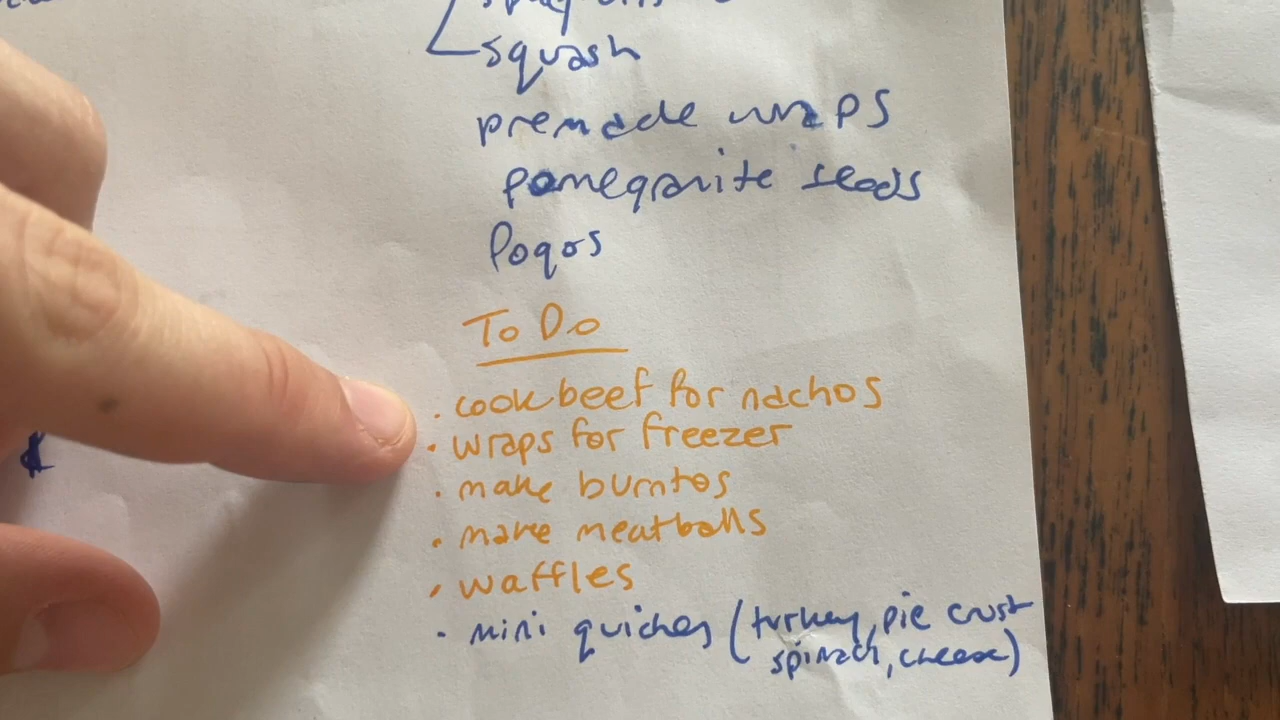 squash
premade wraps
pomegranite seeds
Pogos
To Do
· cook beef for nachos
· wraps for freezer
· make burritos
· make meatballs
· waffles
· mini quiches (turkey, pie crust
spinach, cheese)